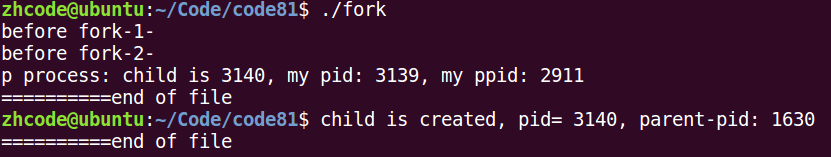 zhcode@ubuntu:~/Code/code81$ ./fork
before fork-1-
before fork-2-
p process: child is 3140, my pid: 3139, my ppid: 2911
==========end of file
zhcode@ubuntu:~/Code/code81$ child is created, pid= 3140, parent-pid: 1630
==========end of file